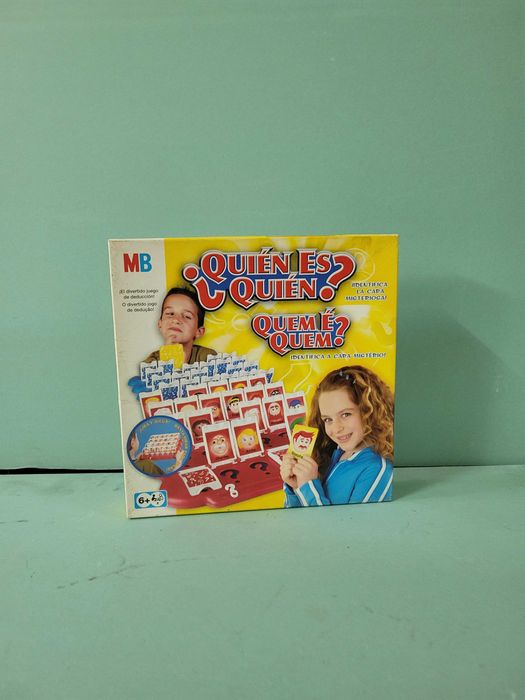 MB
¡El divertido juego
de deducción!
O divertido jogo
de dedução!
¿QUIÉN ES
QUIÉN?
¡IDENTIFICA
LA CARA
MISTERIOSA!
QUEM É
QUEM?
IDENTIFICA A CARA MISTÉRIO!
6+